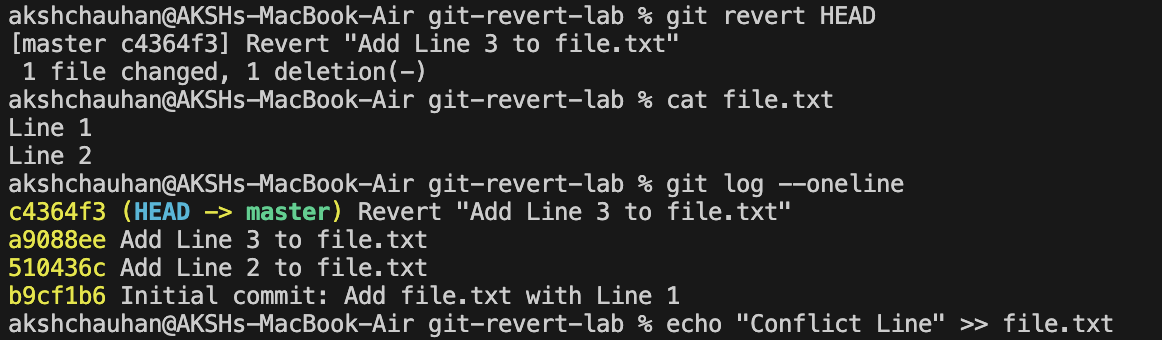 akshchauhan@AKSHs-MacBook-Air git-revert-lab % git revert HEAD
[master c4364f3] Revert "Add Line 3 to file.txt"
 1 file changed, 1 deletion(-)
akshchauhan@AKSHs-MacBook-Air git-revert-lab % cat file.txt
Line 1
Line 2
akshchauhan@AKSHs-MacBook-Air git-revert-lab % git log --oneline
c4364f3 (HEAD -> master) Revert "Add Line 3 to file.txt"
a9088ee Add Line 3 to file.txt
510436c Add Line 2 to file.txt
b9cf1b6 Initial commit: Add file.txt with Line 1
akshchauhan@AKSHs-MacBook-Air git-revert-lab % echo "Conflict Line" >> file.txt